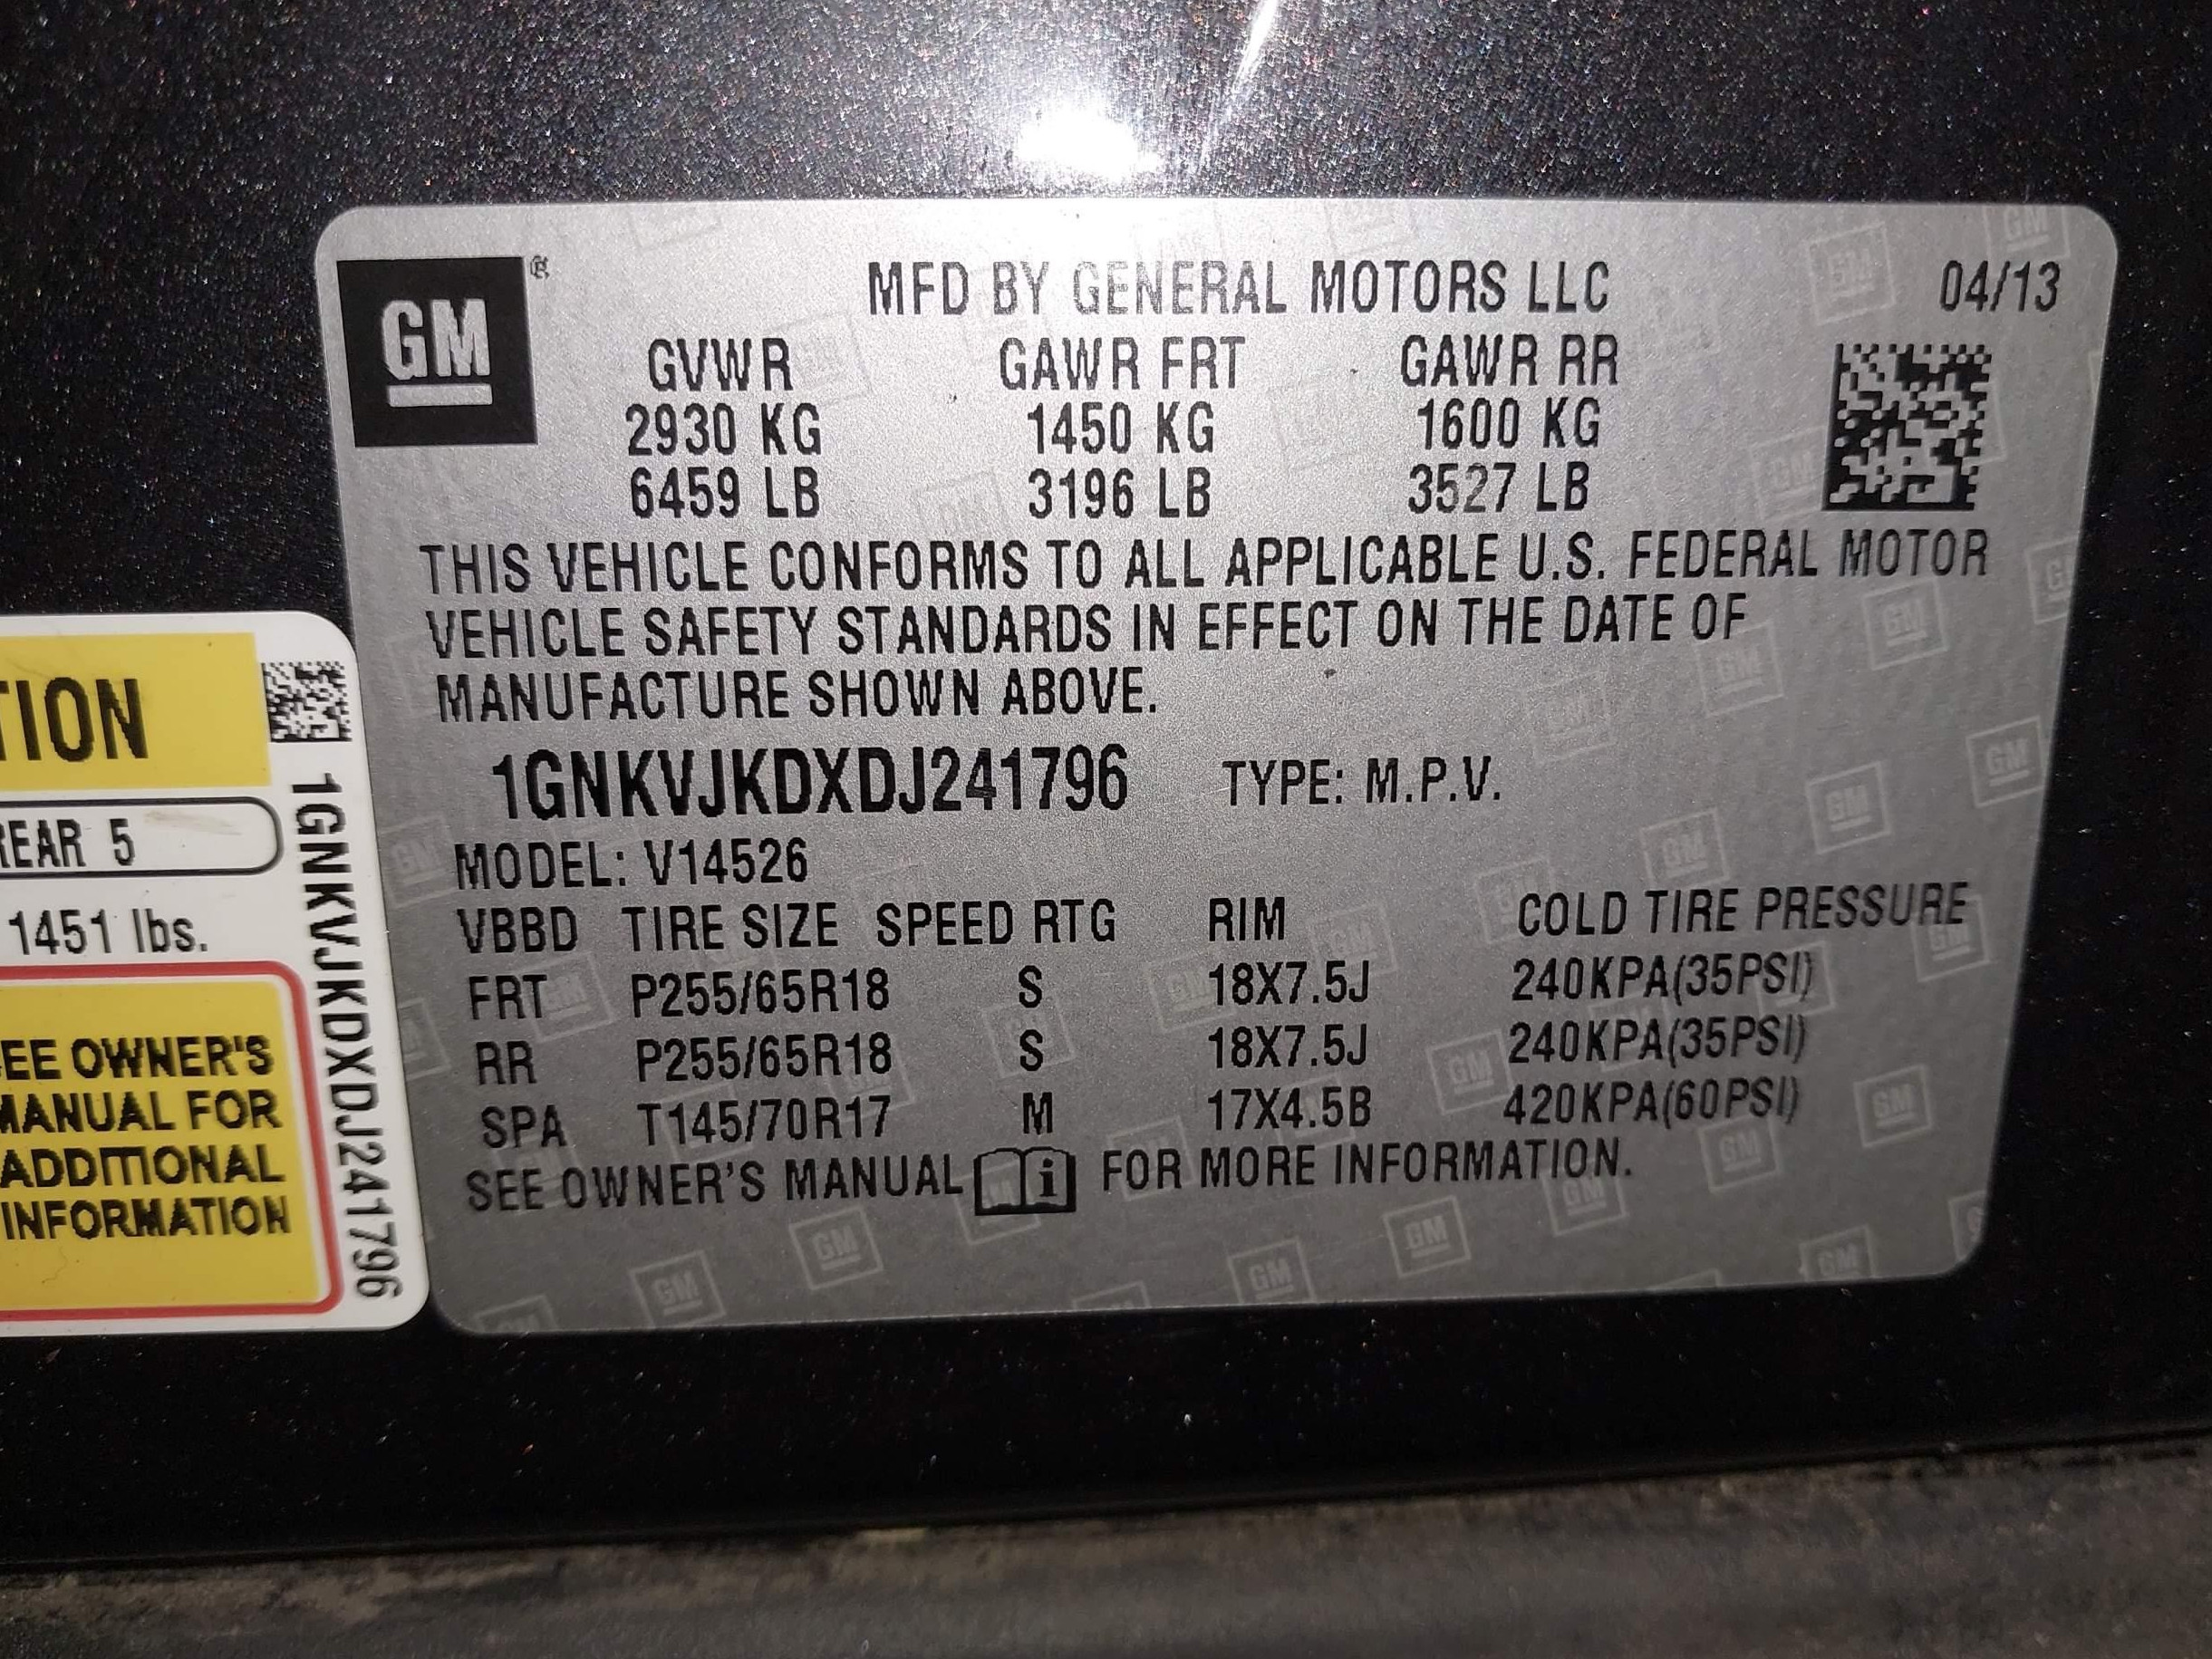 GM ®
MFD BY GENERAL MOTORS LLC 04/13
GVWR GAWR FRT GAWR RR
2930 KG 1450 KG 1600 KG
6459 LB 3196 LB 3527 LB
THIS VEHICLE CONFORMS TO ALL APPLICABLE U.S. FEDERAL MOTOR
VEHICLE SAFETY STANDARDS IN EFFECT ON THE DATE OF
MANUFACTURE SHOWN ABOVE.
1GNKVJKDXDJ241796 TYPE: M.P.V.
MODEL: V14526
VBBD TIRE SIZE SPEED RTG RIM COLD TIRE PRESSURE
FRT P255/65R18 S 18X7.5J 240KPA(35PSI)
RR P255/65R18 S 18X7.5J 240KPA(35PSI)
SPA T145/70R17 M 17X4.5B 420KPA(60PSI)
SEE OWNER'S MANUAL i FOR MORE INFORMATION.
TION
REAR 5
1451 lbs.
SEE OWNER'S
MANUAL FOR
ADDITIONAL
INFORMATION
1GNKVJKDXDJ241796